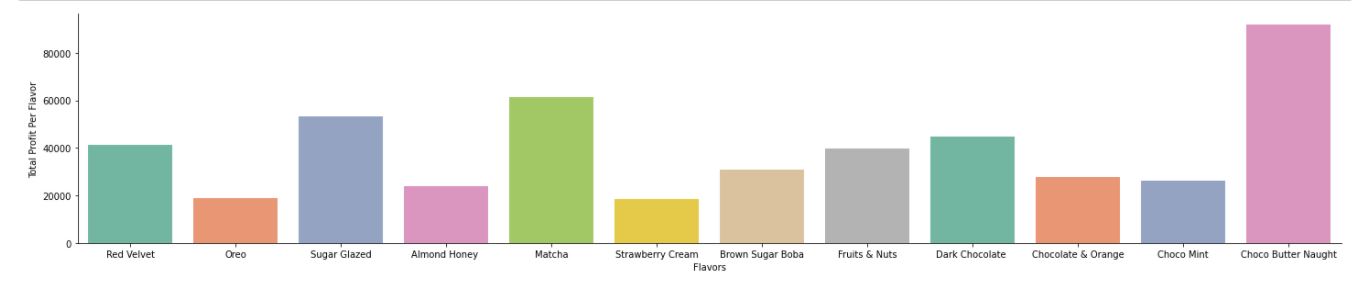 Total Profit Per Flavor
80000
60000
40000
20000
0
Red Velvet Oreo Sugar Glazed Almond Honey Matcha Strawberry Cream Brown Sugar Boba Fruits & Nuts Dark Chocolate Chocolate & Orange Choco Mint Choco Butter Naught
Flavors